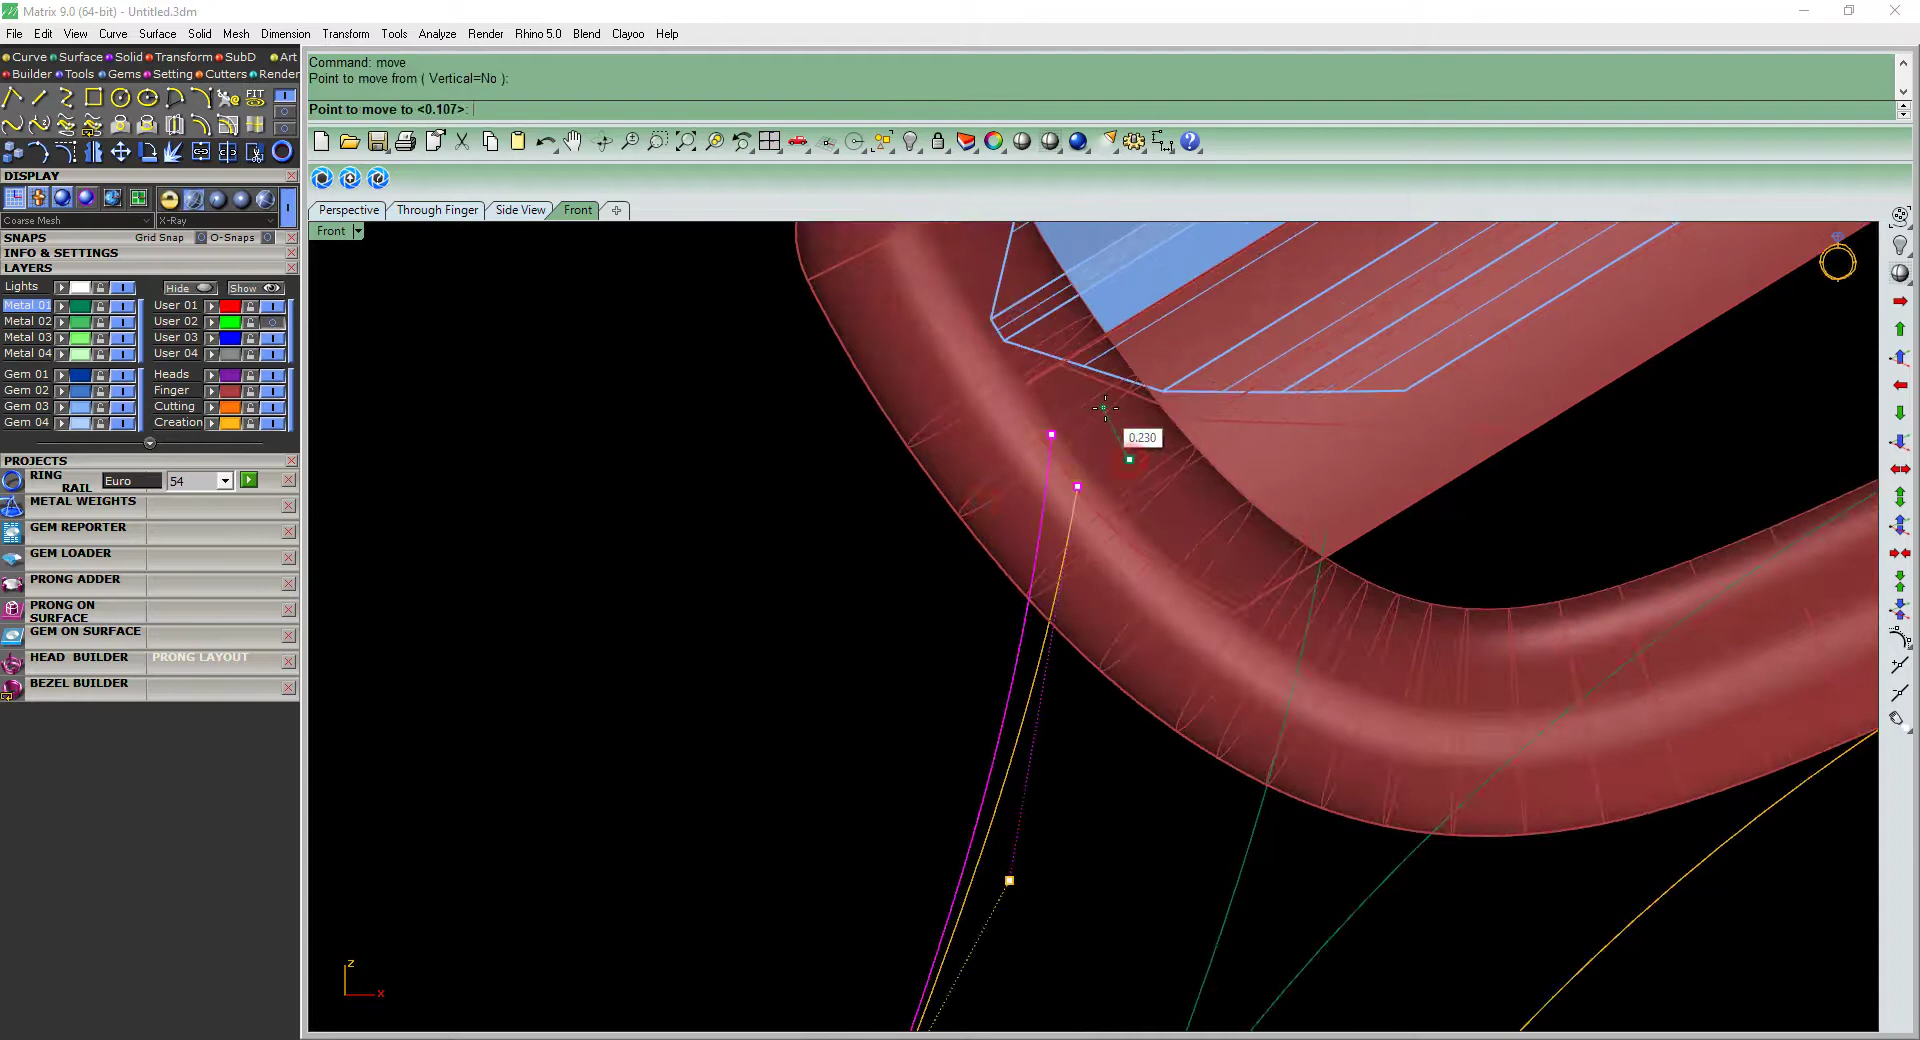 Matrix 9.0 (64-bit) - Untitled.3dm
File Edit View Curve Surface Solid Mesh Dimension Transform Tools Analyze Render Rhino 5.0 Blend Clayoo Help
Curve Surface Solid Transform SubD Art
Builder Tools Gems Setting Cutters Render
Command: move
Point to move from ( Vertical=No ):
Point to move to <0.107>:
FIT
DISPLAY
Coarse Mesh X-Ray
Perspective Through Finger Side View Front
Front
SNAPS Grid Snap O-Snaps
INFO & SETTINGS
LAYERS
Lights Hide Show
Metal 01 User 01
Metal 02 User 02
Metal 03 User 03
Metal 04 User 04
Gem 01 Heads
Gem 02 Finger
Gem 03 Cutting
Gem 04 Creation
PROJECTS
RING RAIL Euro 54
METAL WEIGHTS
GEM REPORTER
GEM LOADER
PRONG ADDER
PRONG ON SURFACE
GEM ON SURFACE
HEAD BUILDER PRONG LAYOUT
BEZEL BUILDER
0.230
z
x